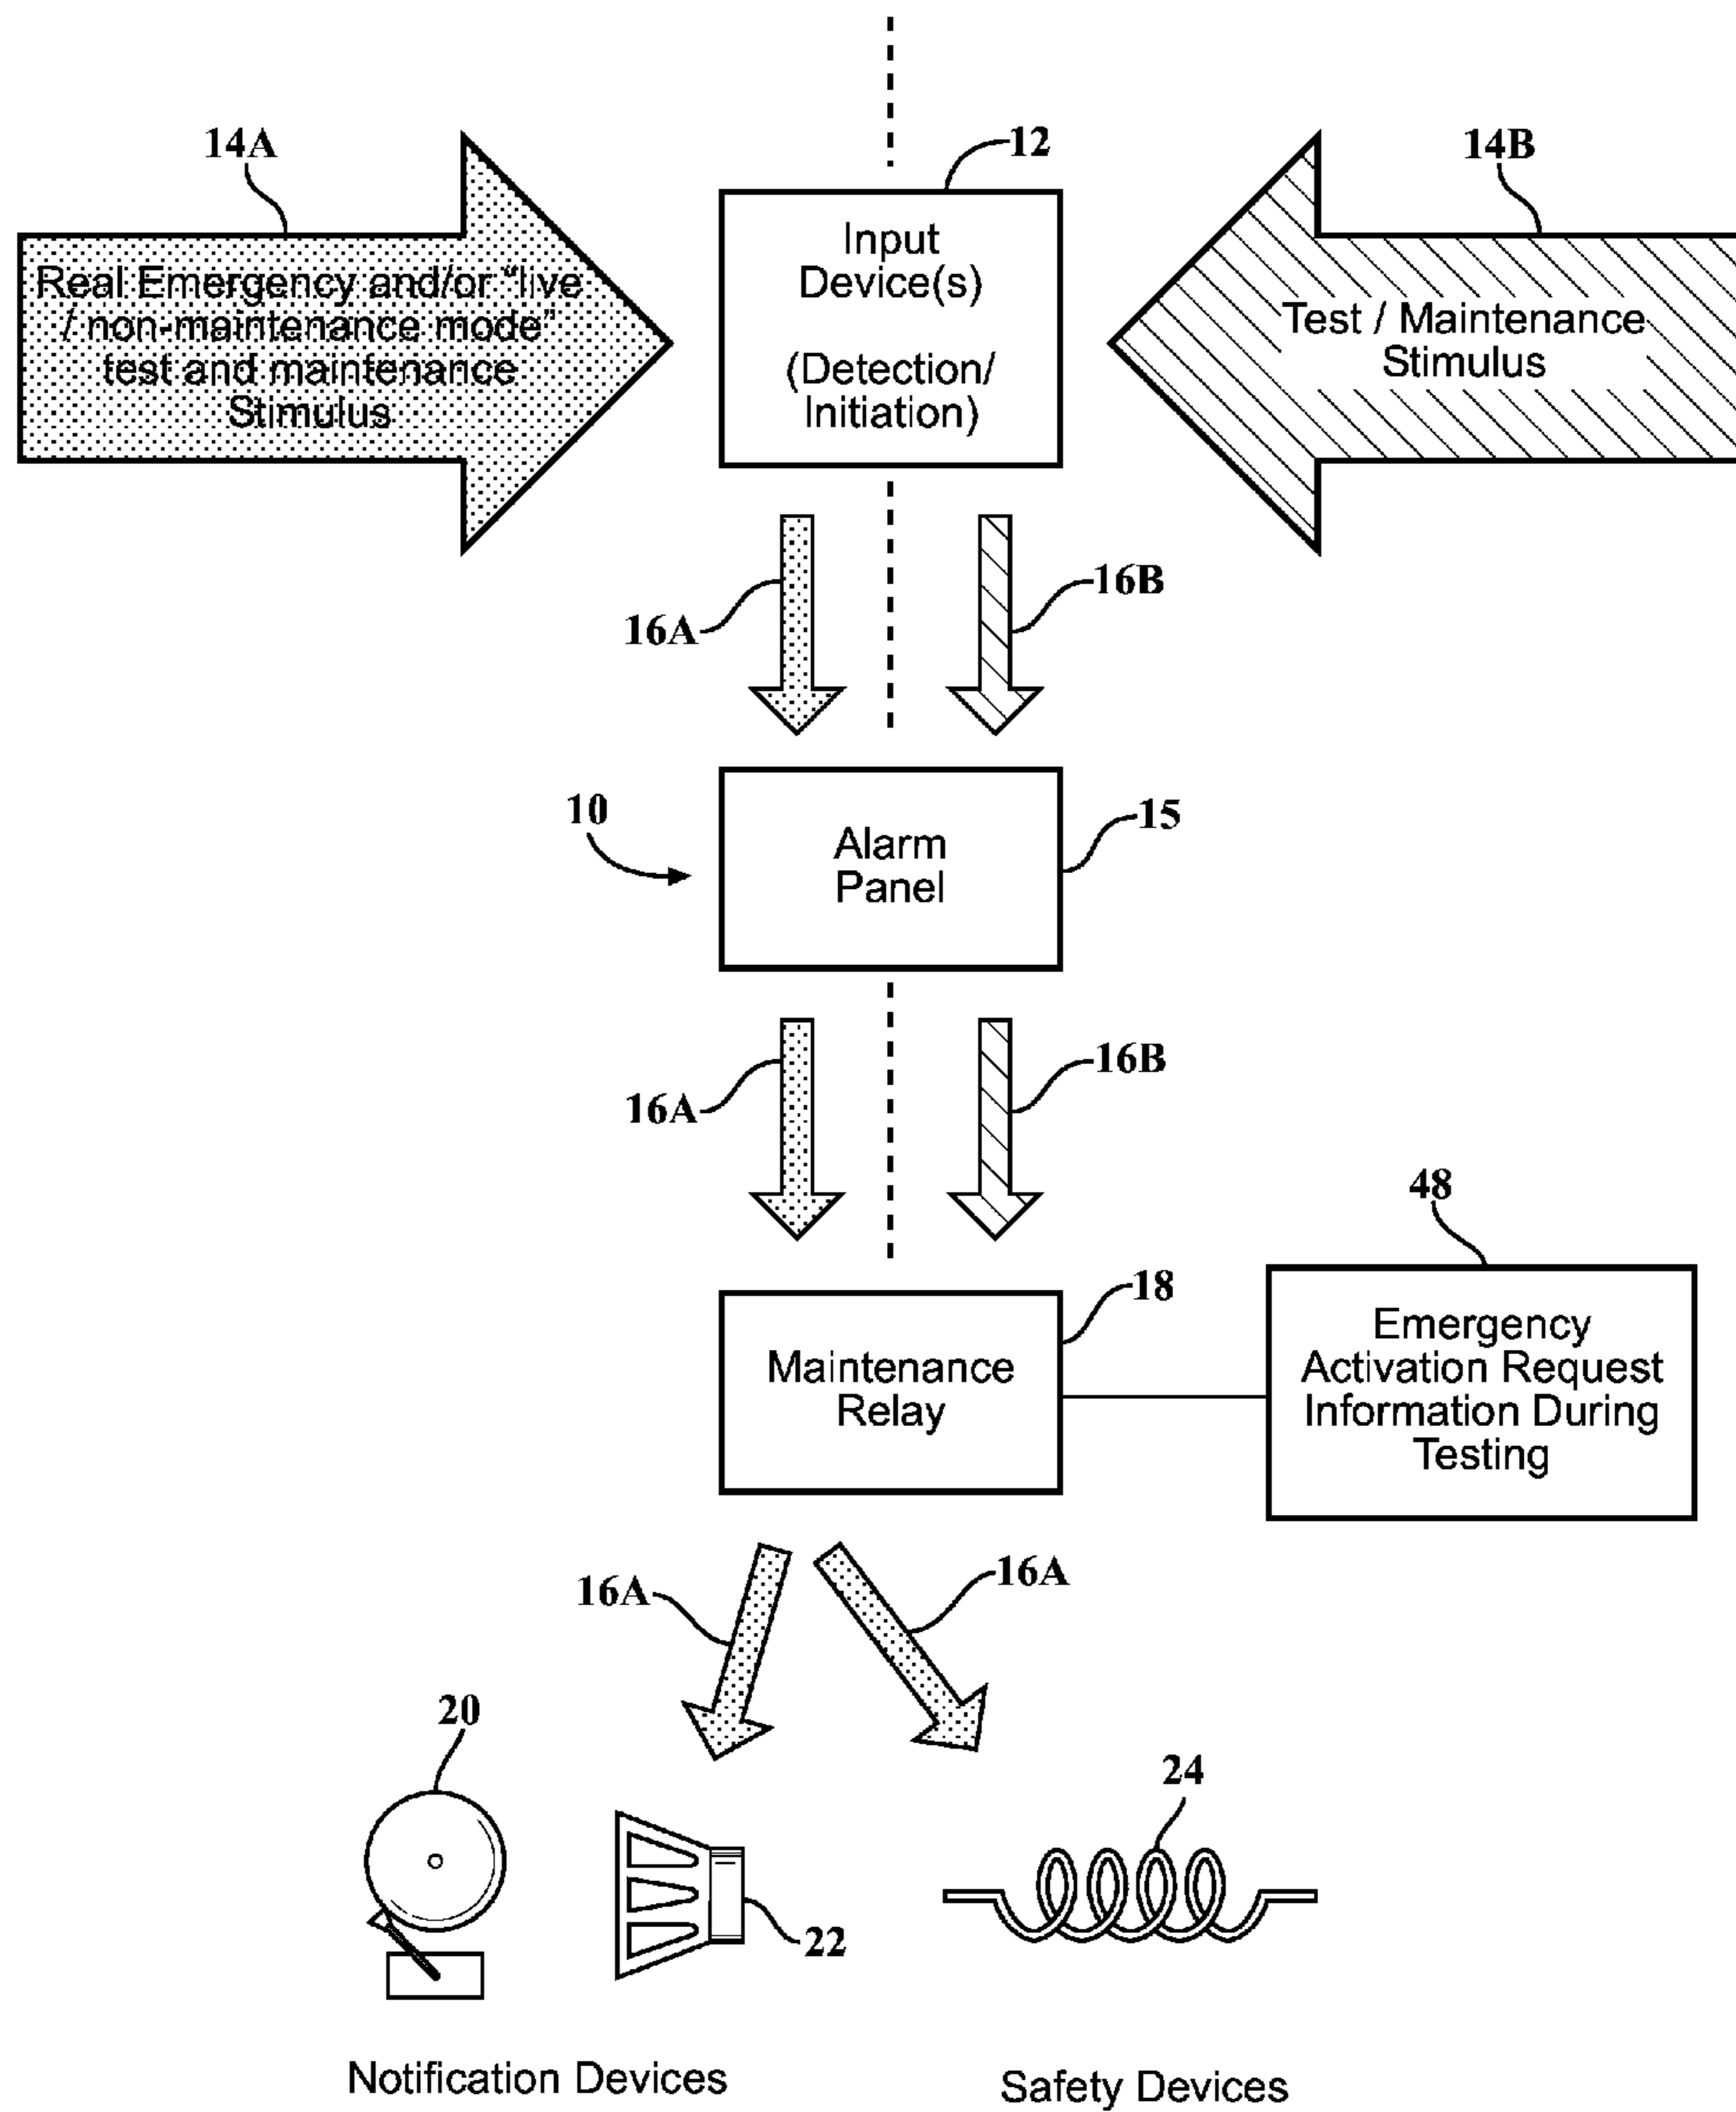 14A
12
14B
Input
Device(s)
(Detection/
Initiation)
Real Emergency and/or “live
/ non-maintenance mode”
test and maintenance
Stimulus
Test / Maintenance
Stimulus
16A
16B
10
Alarm
Panel
15
16A
16B
48
18
Maintenance
Relay
Emergency
Activation Request
Information During
Testing
16A
16A
20
24
22
Notification Devices
Safety Devices